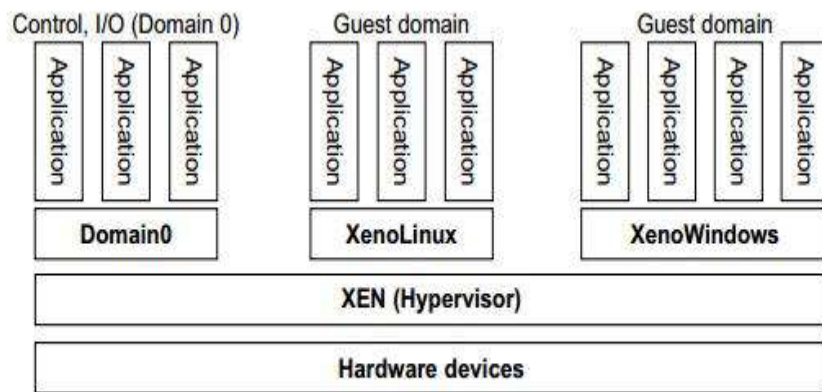 Control, I/O (Domain 0)
Guest domain
Guest domain
Application
Application
Application
Application
Application
Application
Application
Application
Application
Application
Domain0
XenoLinux
XenoWindows
XEN (Hypervisor)
Hardware devices